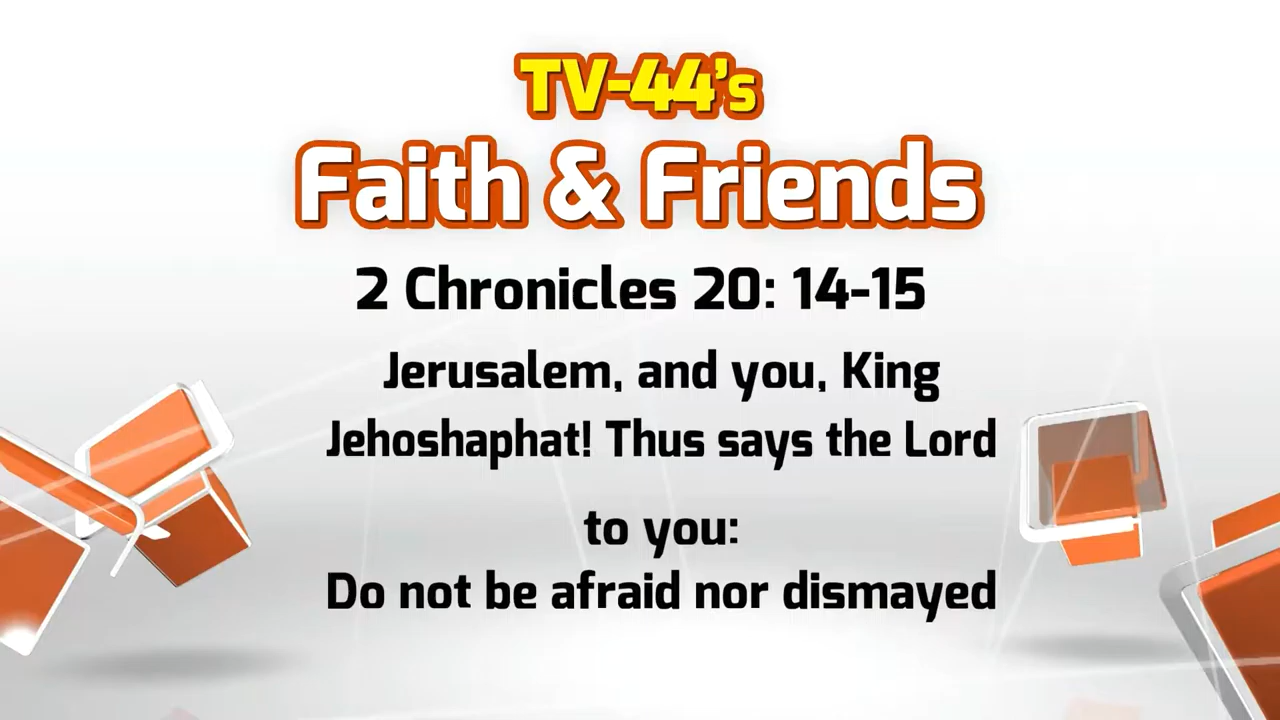 TV-44's
Faith & Friends
2 Chronicles 20: 14-15
Jerusalem, and you, King
Jehoshaphat! Thus says the Lord
to you:
Do not be afraid nor dismayed